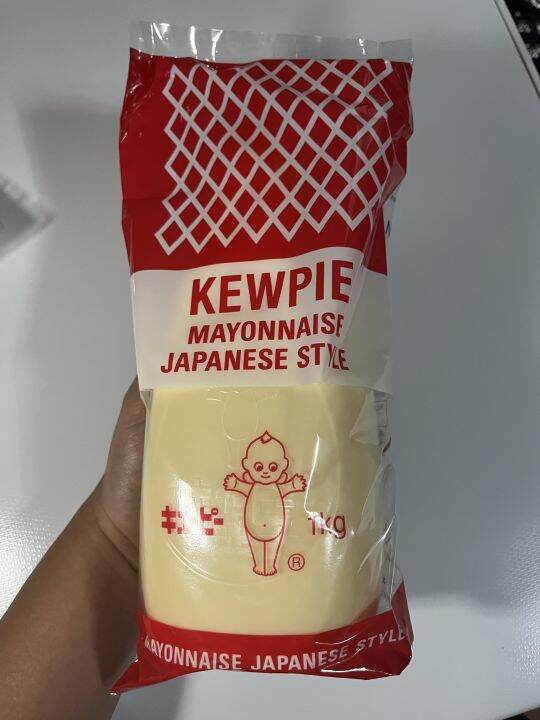 KEWPIE
MAYONNAISE
JAPANESE STYLE
キユーピー 1kg
®
MAYONNAISE JAPANESE STYLE